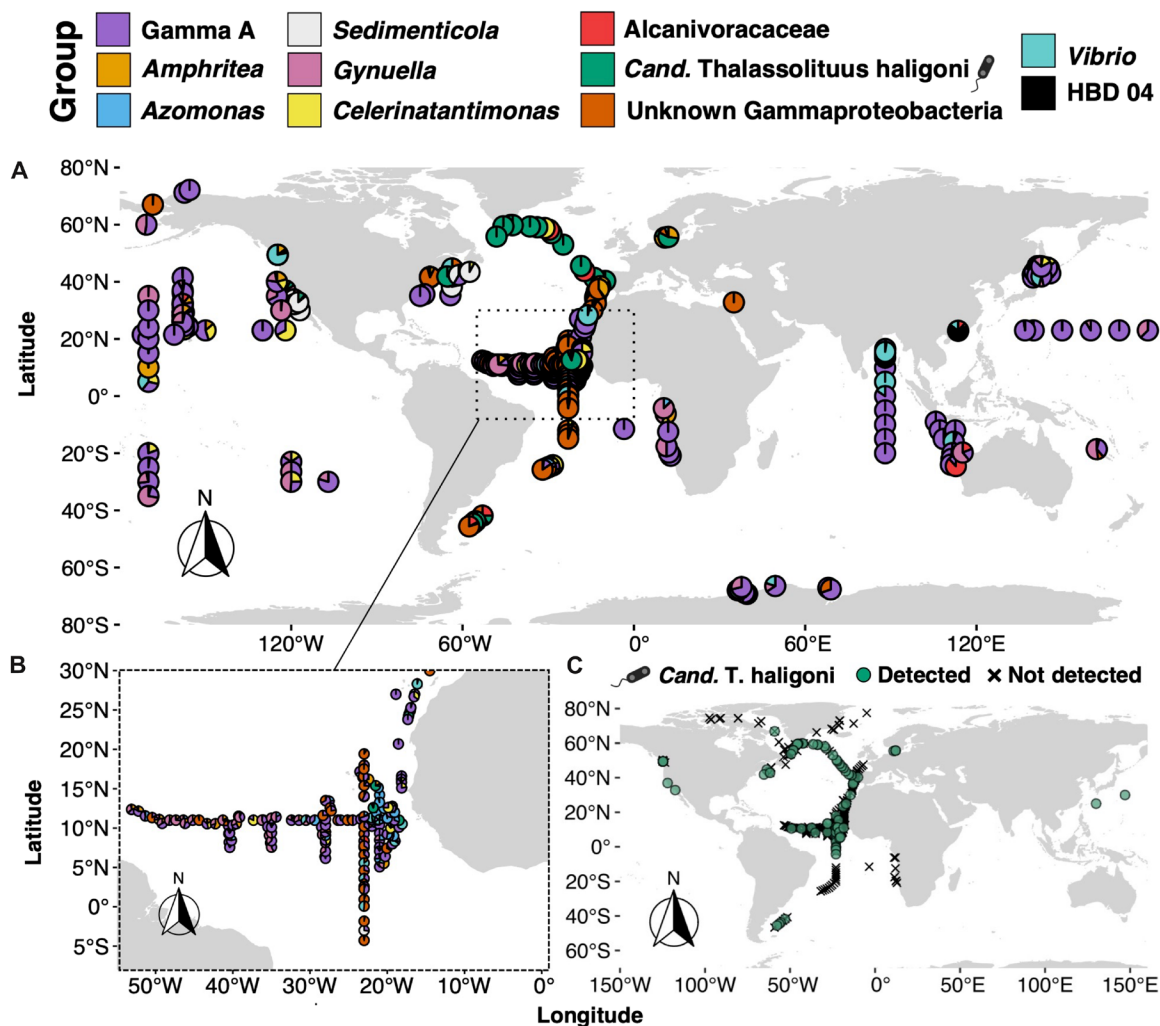 Group
Gamma A
Amphritea
Azomonas
Sedimenticola
Gynuella
Celerinatantimonas
Alcanivoracaceae
Cand. Thalassolituus haligoni
Unknown Gammaproteobacteria
Vibrio
HBD 04
A
80°N
60°N
40°N
20°N
0°
20°S
40°S
60°S
80°S
Latitude
N
120°W 60°W 0° 60°E 120°E
B
30°N
25°N
20°N
15°N
10°N
5°N
0°
5°S
Latitude
N
50°W 40°W 30°W 20°W 10°W 0°
C
Cand. T. haligoni Detected Not detected
80°N
60°N
40°N
20°N
0°
20°S
40°S
60°S
N
150°W 100°W 50°W 0° 50°E 100°E 150°E
Longitude